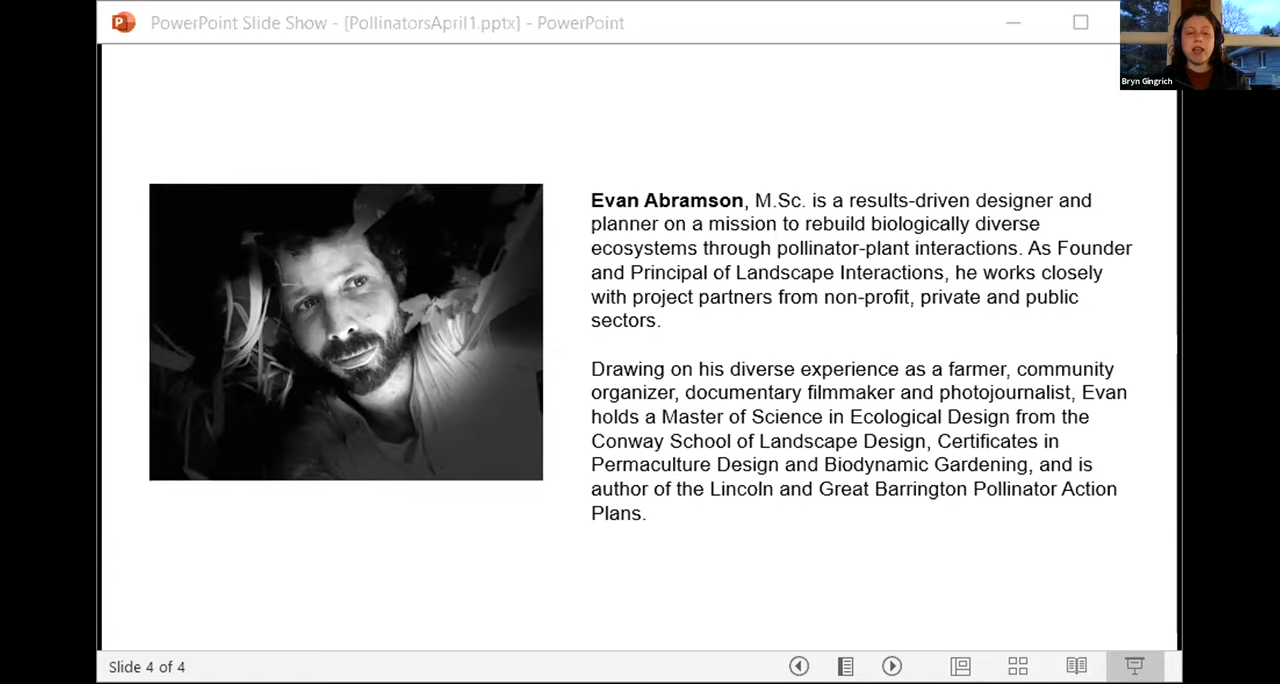 PowerPoint Slide Show - [PollinatorsApril1.pptx] - PowerPoint
Bryn Gingrich
Evan Abramson, M.Sc. is a results-driven designer and
planner on a mission to rebuild biologically diverse
ecosystems through pollinator-plant interactions. As Founder
and Principal of Landscape Interactions, he works closely
with project partners from non-profit, private and public
sectors.
Drawing on his diverse experience as a farmer, community
organizer, documentary filmmaker and photojournalist, Evan
holds a Master of Science in Ecological Design from the
Conway School of Landscape Design, Certificates in
Permaculture Design and Biodynamic Gardening, and is
author of the Lincoln and Great Barrington Pollinator Action
Plans.
Slide 4 of 4